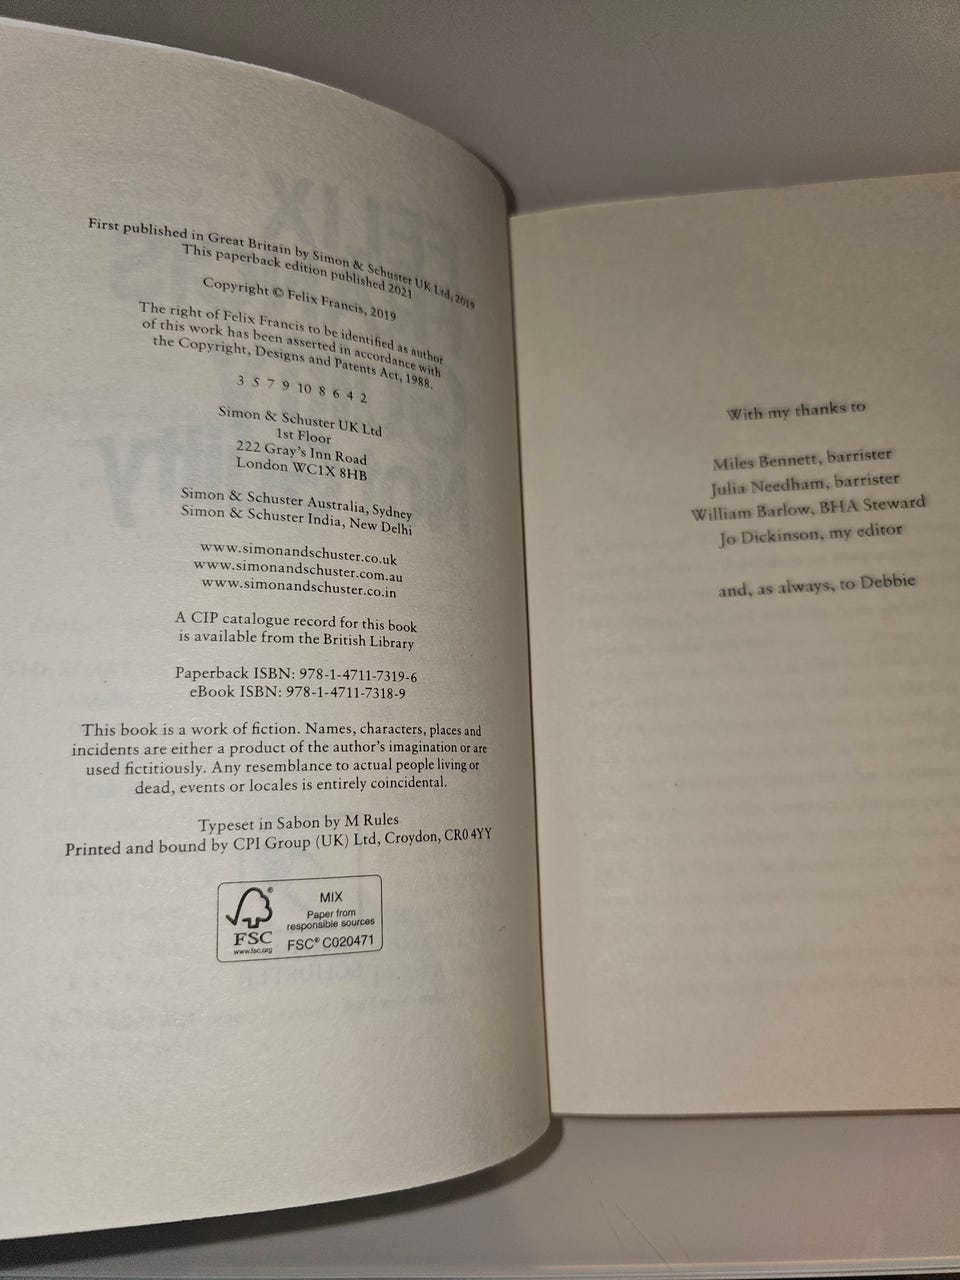 First published in Great Britain by Simon & Schuster UK Ltd, 2019
This paperback edition published 2021
Copyright © Felix Francis, 2019
The right of Felix Francis to be identified as author
of this work has been asserted in accordance with
the Copyright, Designs and Patents Act, 1988.
3 5 7 9 10 8 6 4 2
Simon & Schuster UK Ltd
1st Floor
222 Gray's Inn Road
London WC1X 8HB
Simon & Schuster Australia, Sydney
Simon & Schuster India, New Delhi
www.simonandschuster.co.uk
www.simonandschuster.com.au
www.simonandschuster.co.in
A CIP catalogue record for this book
is available from the British Library
Paperback ISBN: 978-1-4711-7319-6
eBook ISBN: 978-1-4711-7318-9
This book is a work of fiction. Names, characters, places and
incidents are either a product of the author's imagination or are
used fictitiously. Any resemblance to actual people living or
dead, events or locales is entirely coincidental.
Typeset in Sabon by M Rules
Printed and bound by CPI Group (UK) Ltd, Croydon, CR0 4YY
FSC
www.fsc.org
MIX
Paper from
responsible sources
FSC® C020471
With my thanks to
Miles Bennett, barrister
Julia Needham, barrister
William Barlow, BHA Steward
Jo Dickinson, my editor
and, as always, to Debbie